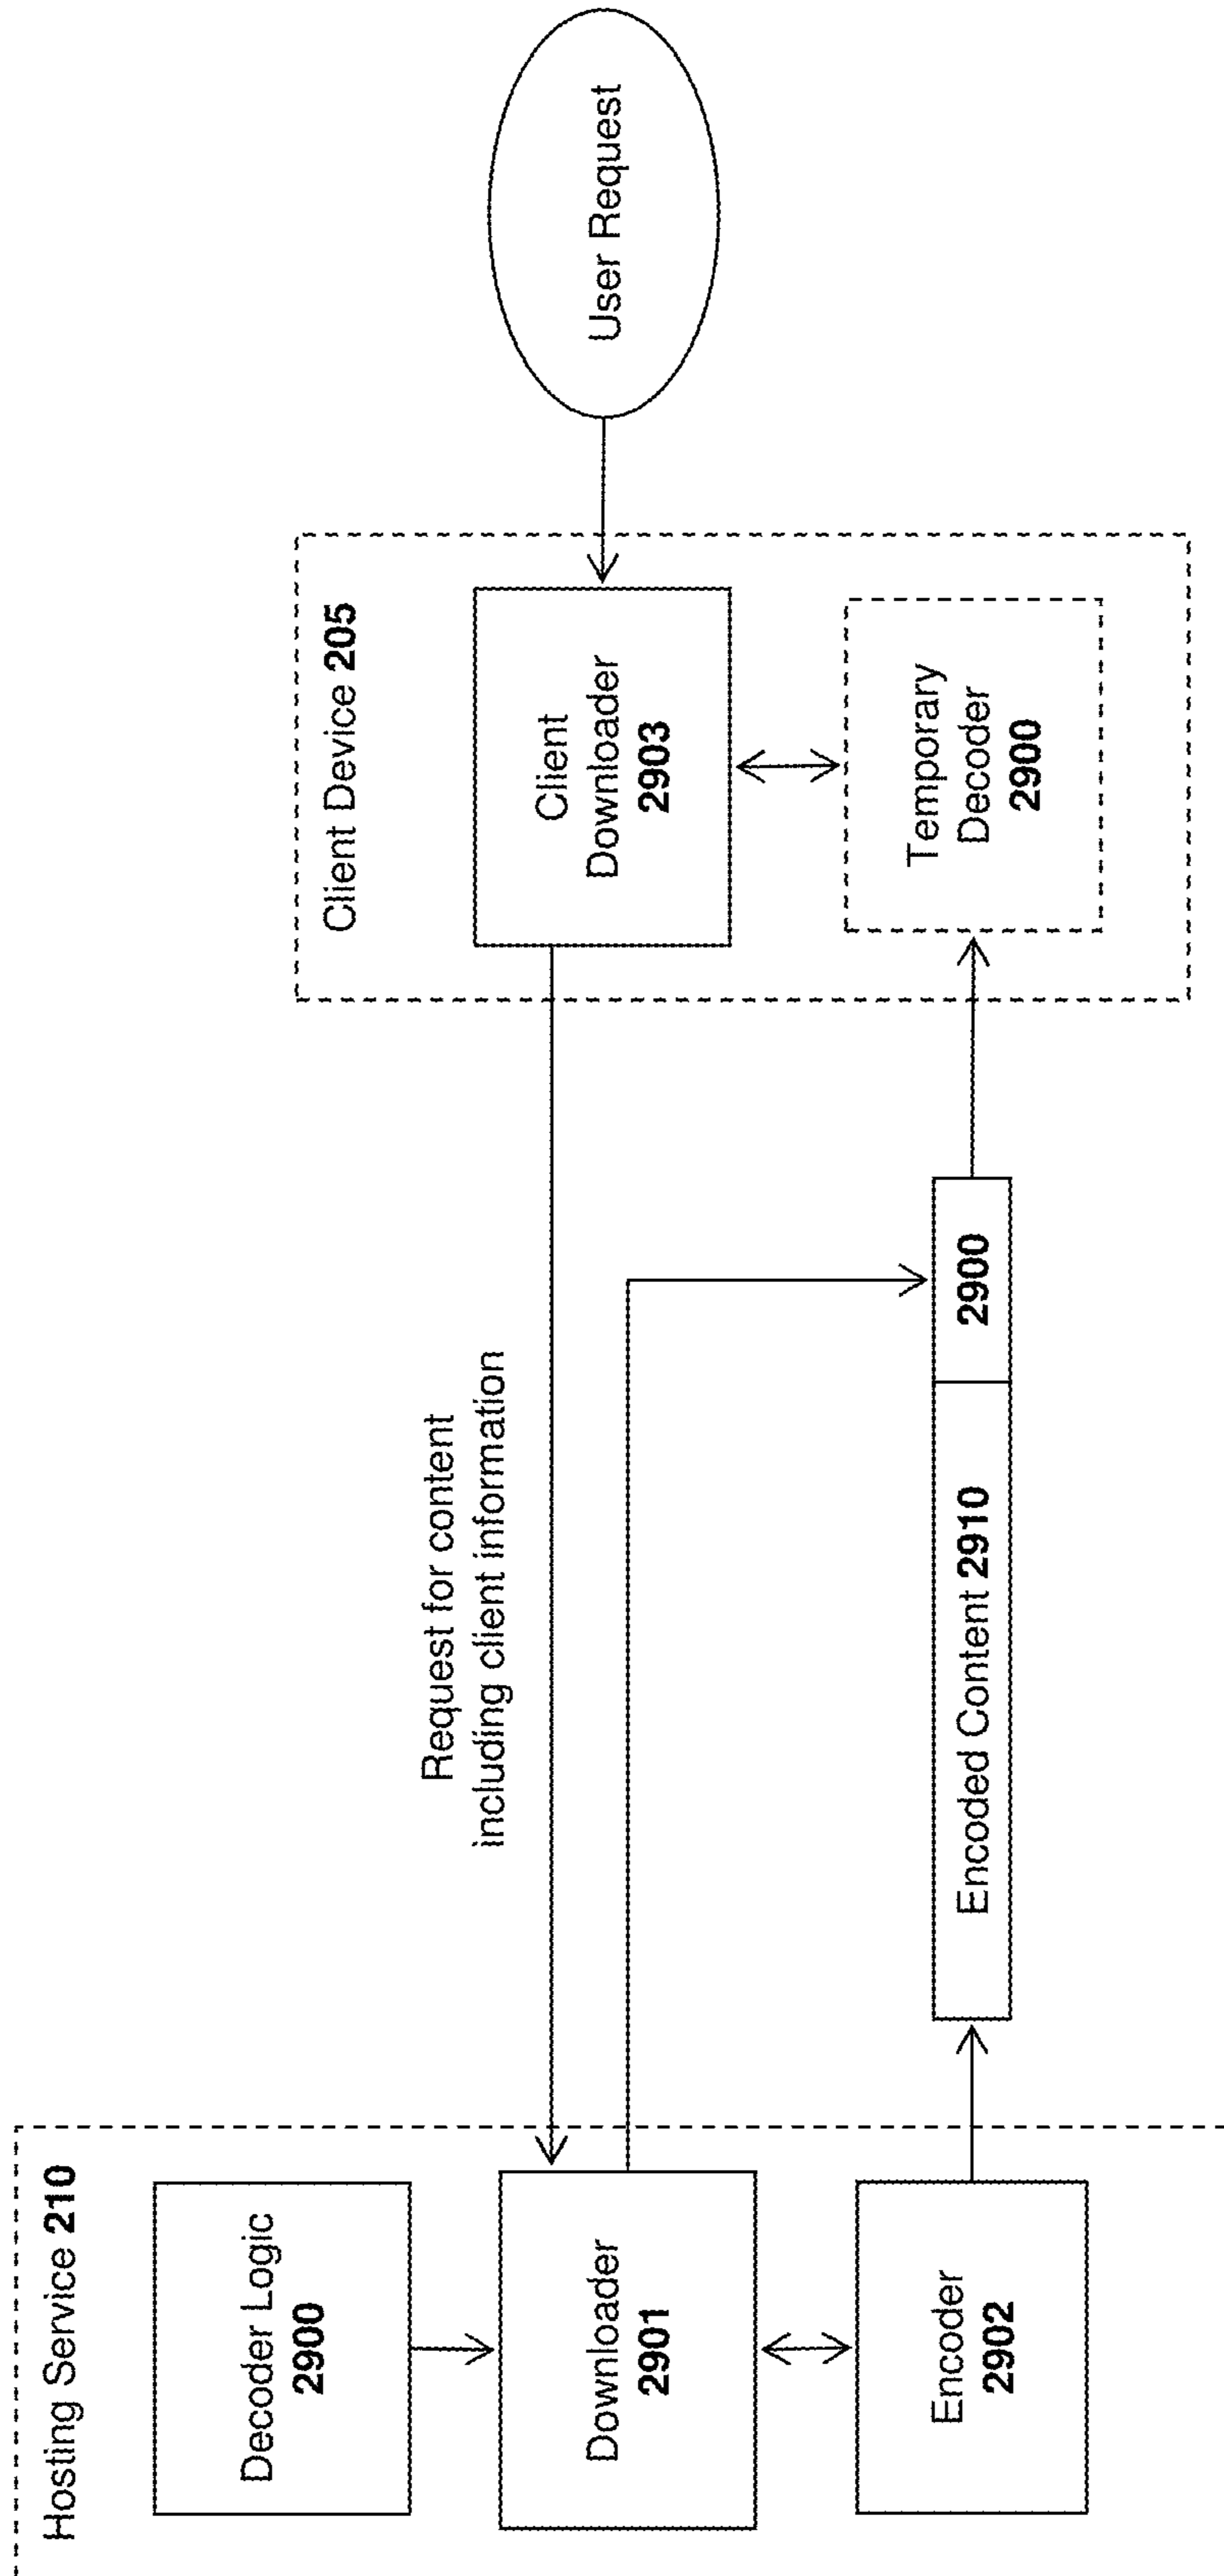 Hosting Service 210
Decoder Logic
2900
Downloader
2901
Encoder
2902
Request for content
including client information
Encoded Content 2910
2900
Client Device 205
Client
Downloader
2903
Temporary
Decoder
2900
User Request